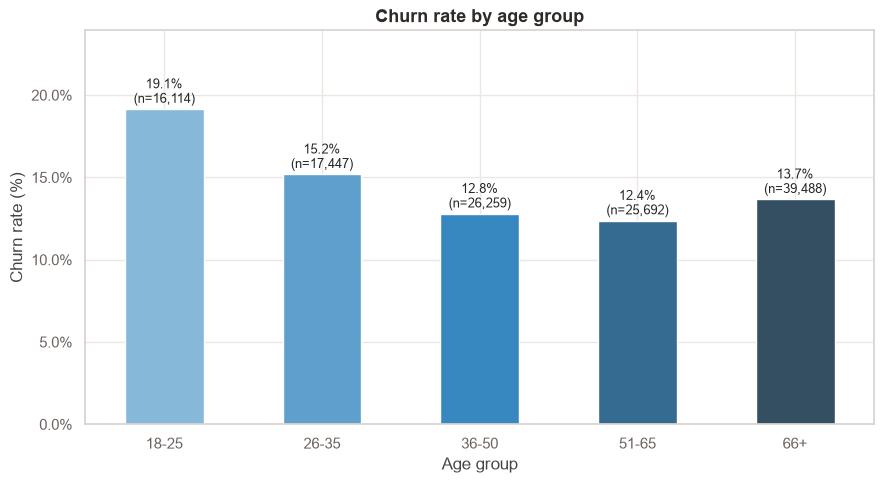 Churn rate by age group
Churn rate (%)
20.0%
15.0%
10.0%
5.0%
0.0%
19.1%
(n=16,114)
15.2%
(n=17,447)
12.8%
(n=26,259)
12.4%
(n=25,692)
13.7%
(n=39,488)
18-25
26-35
36-50
51-65
66+
Age group